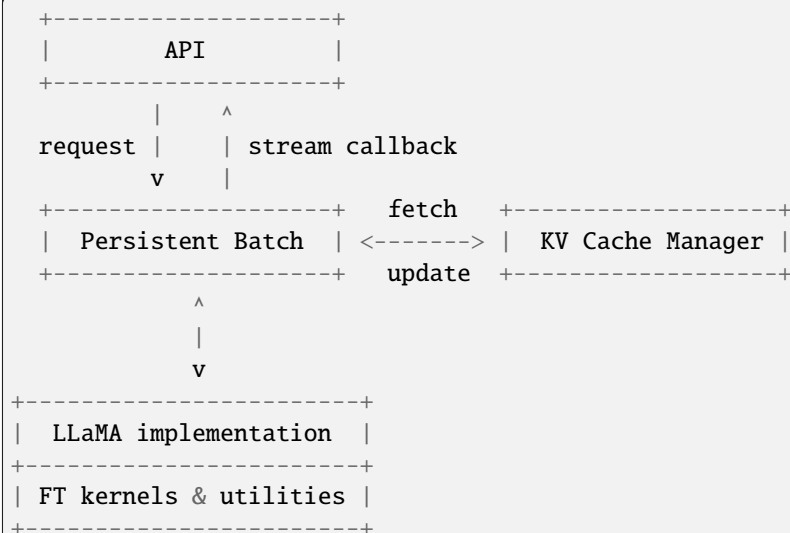 +---------------------+
|         API         |
+---------------------+
        |    ^
request |    | stream callback
        v    |
+---------------------+   fetch   +-------------------+
|  Persistent Batch   | <-------> |  KV Cache Manager |
+---------------------+   update  +-------------------+
           ^
           |
           v
+------------------------+
|  LLaMA implementation  |
+------------------------+
| FT kernels & utilities |
+------------------------+